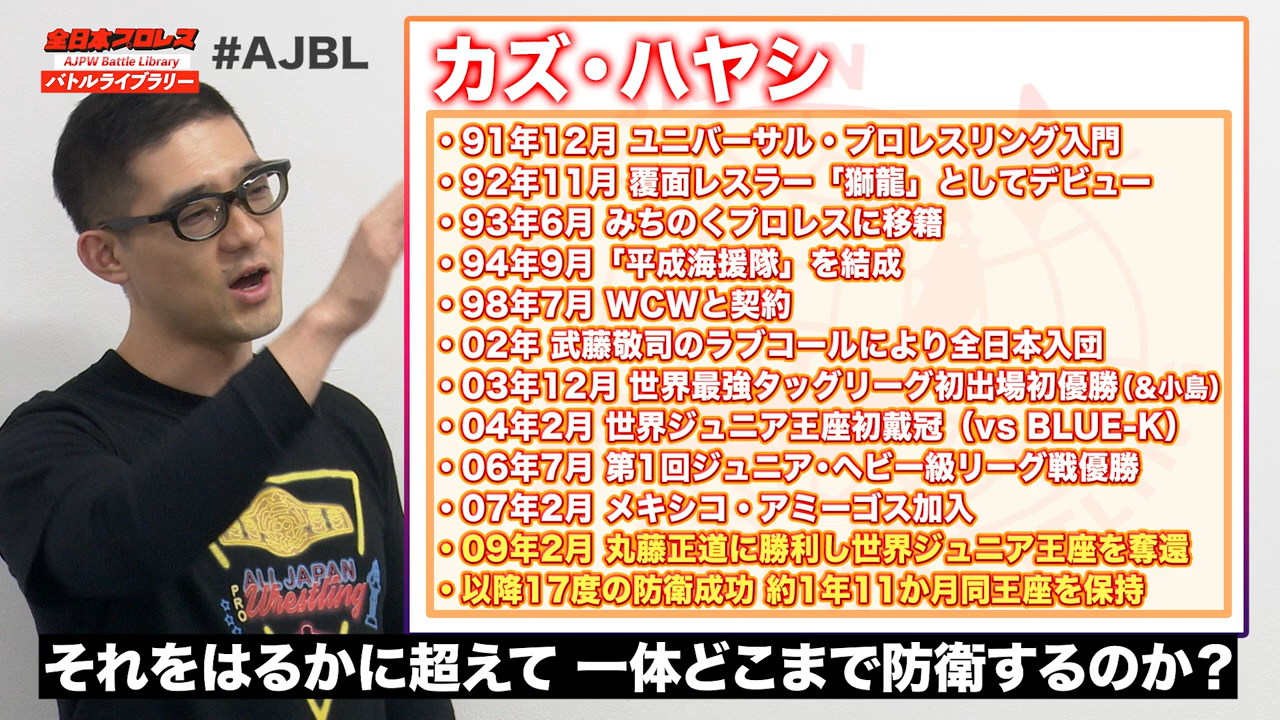 全日本プロレス
AJPW Battle Library
バトルライブラリー
#AJBL
カズ・ハヤシ
・91年12月 ユニバーサル・プロレスリング入門
・92年11月 覆面レスラー「獅龍」としてデビュー
・93年6月 みちのくプロレスに移籍
・94年9月「平成海援隊」を結成
・98年7月 WCWと契約
・02年 武藤敬司のラブコールにより全日本入団
・03年12月 世界最強タッグリーグ初出場初優勝(&小島)
・04年2月 世界ジュニア王座初戴冠（vs BLUE-K）
・06年7月 第1回ジュニア・ヘビー級リーグ戦優勝
・07年2月 メキシコ・アミーゴス加入
・09年2月 丸藤正道に勝利し世界ジュニア王座を奪還
・以降17度の防衛成功 約1年11か月同王座を保持
ALL JAPAN
PRO
Wrestling
それをはるかに超えて 一体どこまで防衛するのか？